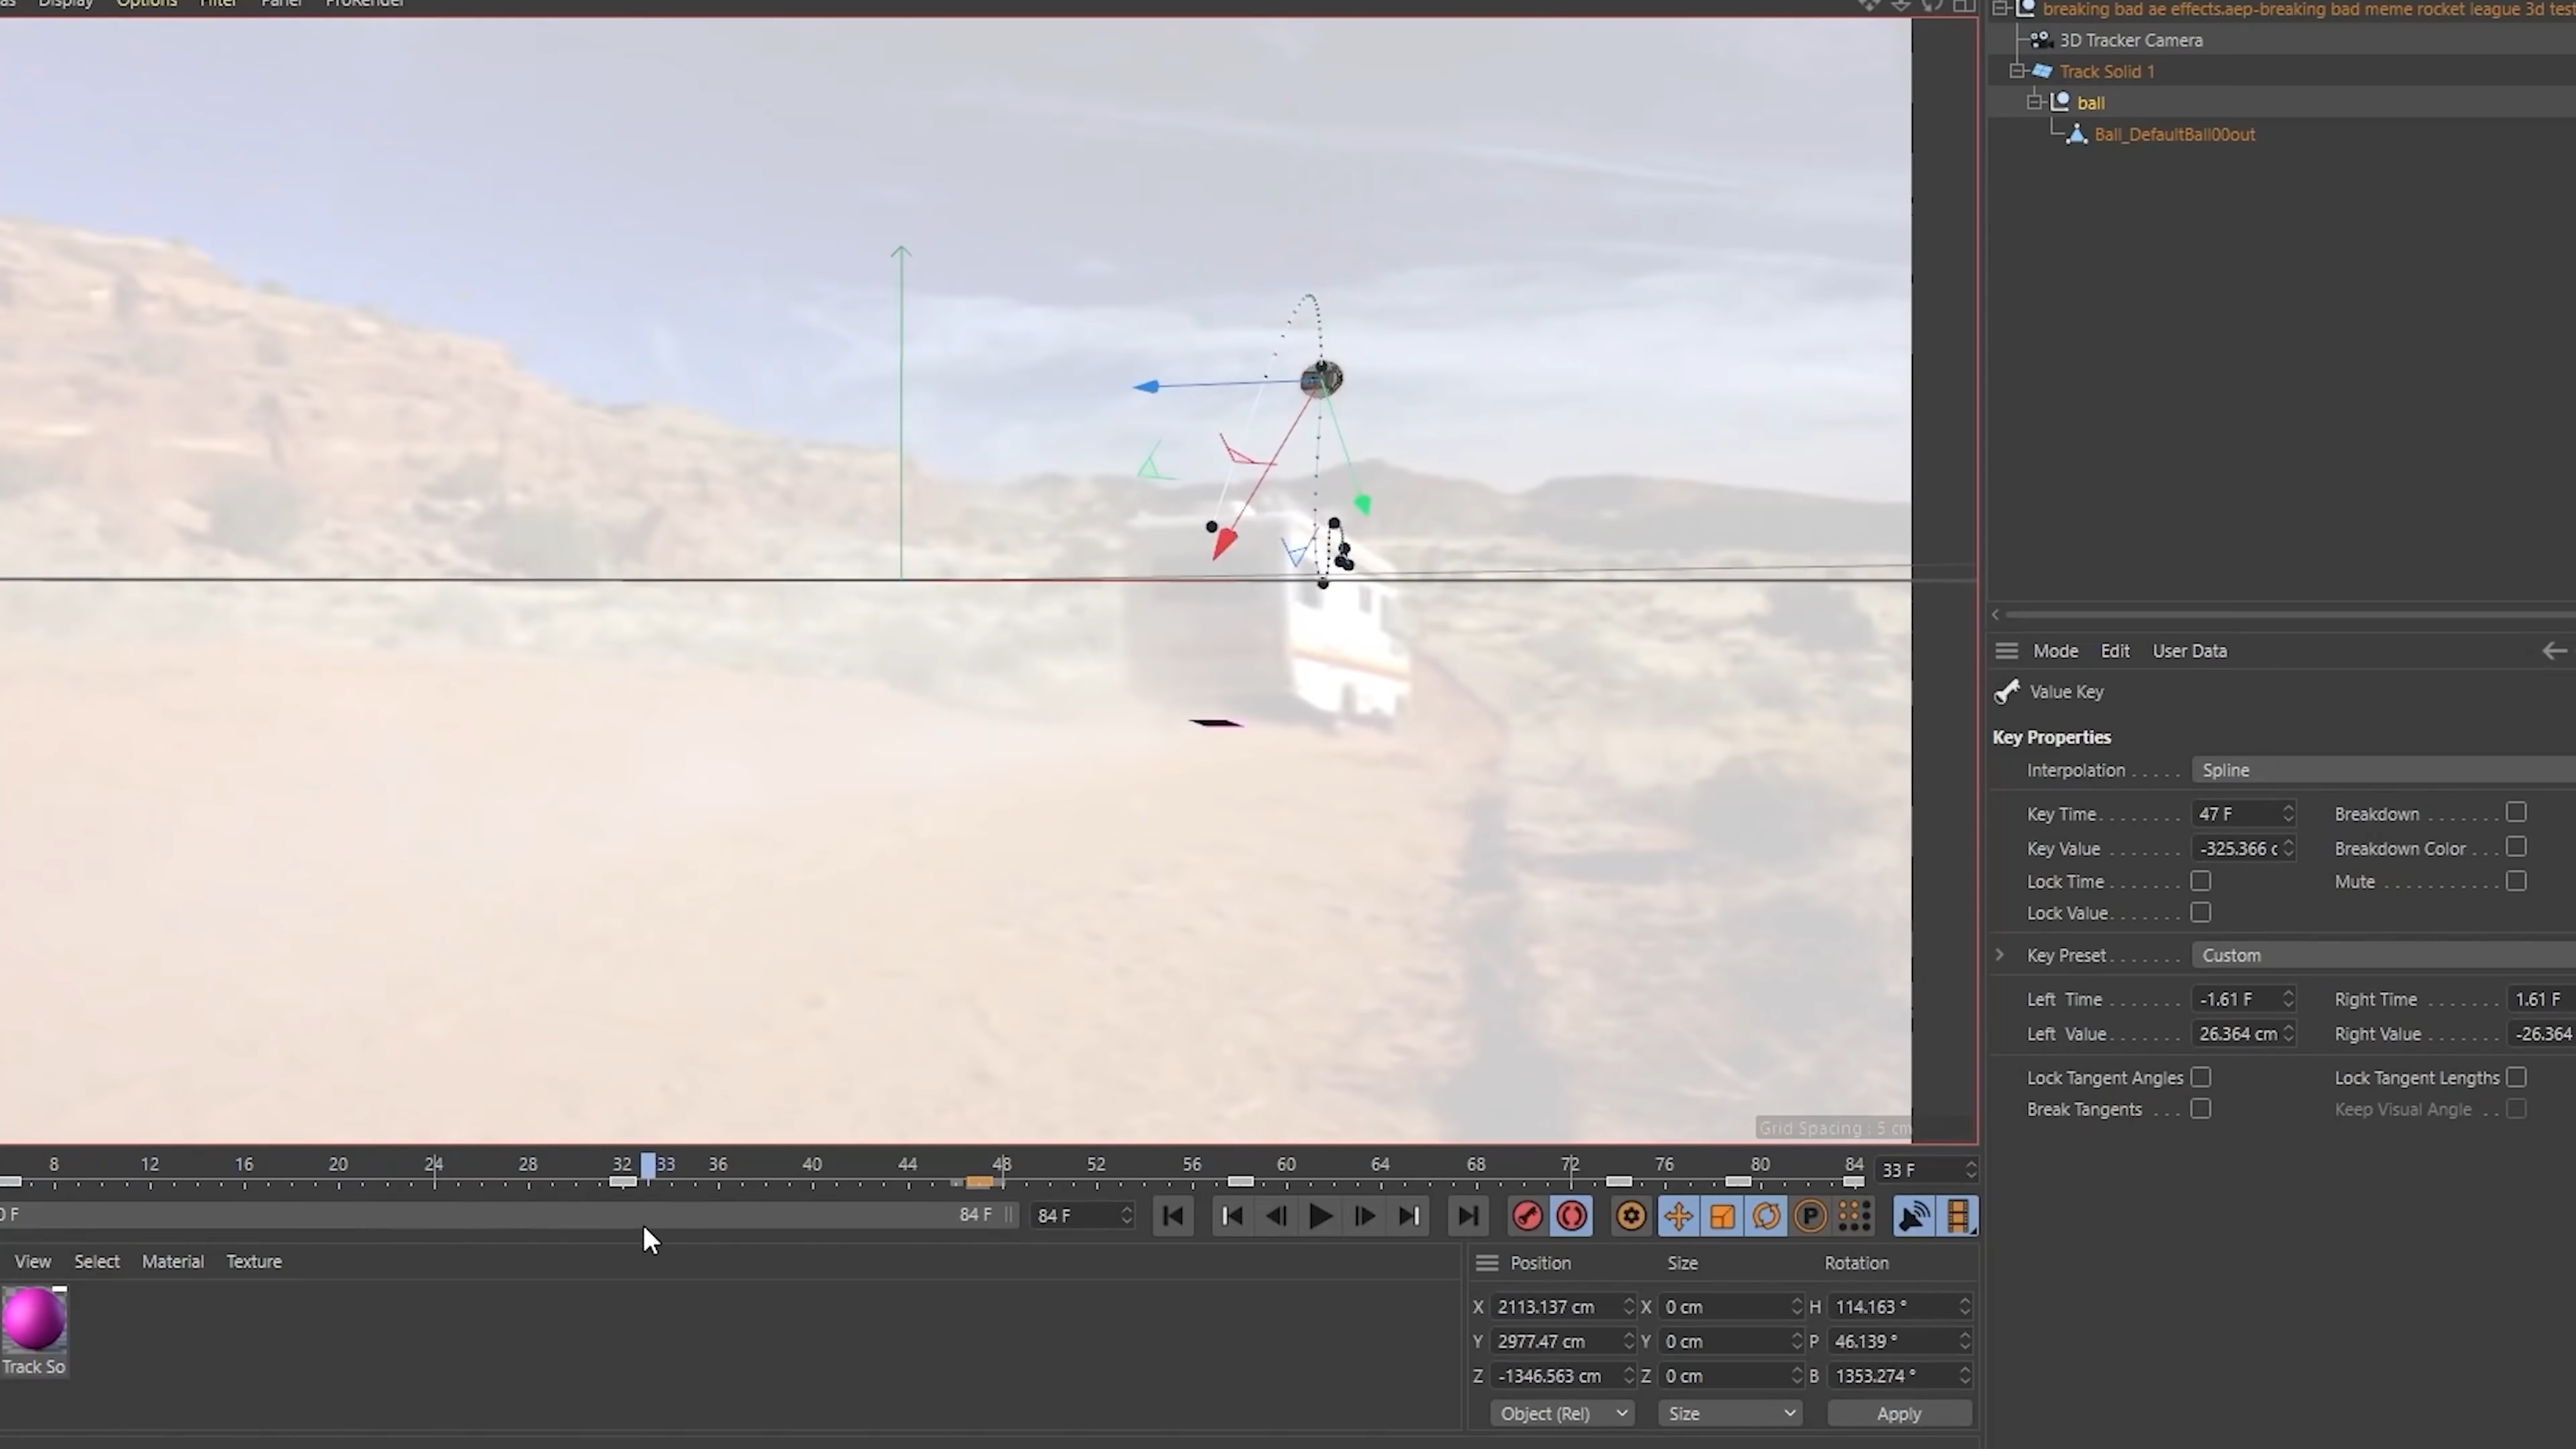 as Display Options Filter Panel ProRender
breaking bad ae effects.aep-breaking bad meme rocket league 3d test
3D Tracker Camera
Track Solid 1
ball
Ball_DefaultBall00out
Mode Edit User Data
Value Key
Key Properties
Interpolation . . . . . Spline
Key Time . . . . . . . 47 F Breakdown . . . . . . .
Key Value . . . . . . -325.366 c Breakdown Color . . .
Lock Time . . . . . . . Mute . . . . . . . . . . .
Lock Value . . . . . . .
Key Preset . . . . . . . Custom
Left Time . . . . . . -1.61 F Right Time . . . . . . . 1.61 F
Left Value . . . . . . 26.364 cm Right Value . . . . . . -26.364
Lock Tangent Angles Lock Tangent Lengths
Break Tangents . . . Keep Visual Angle . .
Grid Spacing : 5 cm
8 12 16 20 24 28 32 33 36 40 44 48 52 56 60 64 68 72 76 80 84 33 F
0 F 84 F 84 F
P
View Select Material Texture
Track So
Position Size Rotation
X 2113.137 cm X 0 cm H 114.163 °
Y 2977.47 cm Y 0 cm P 46.139 °
Z -1346.563 cm Z 0 cm B 1353.274 °
Object (Rel) Size Apply